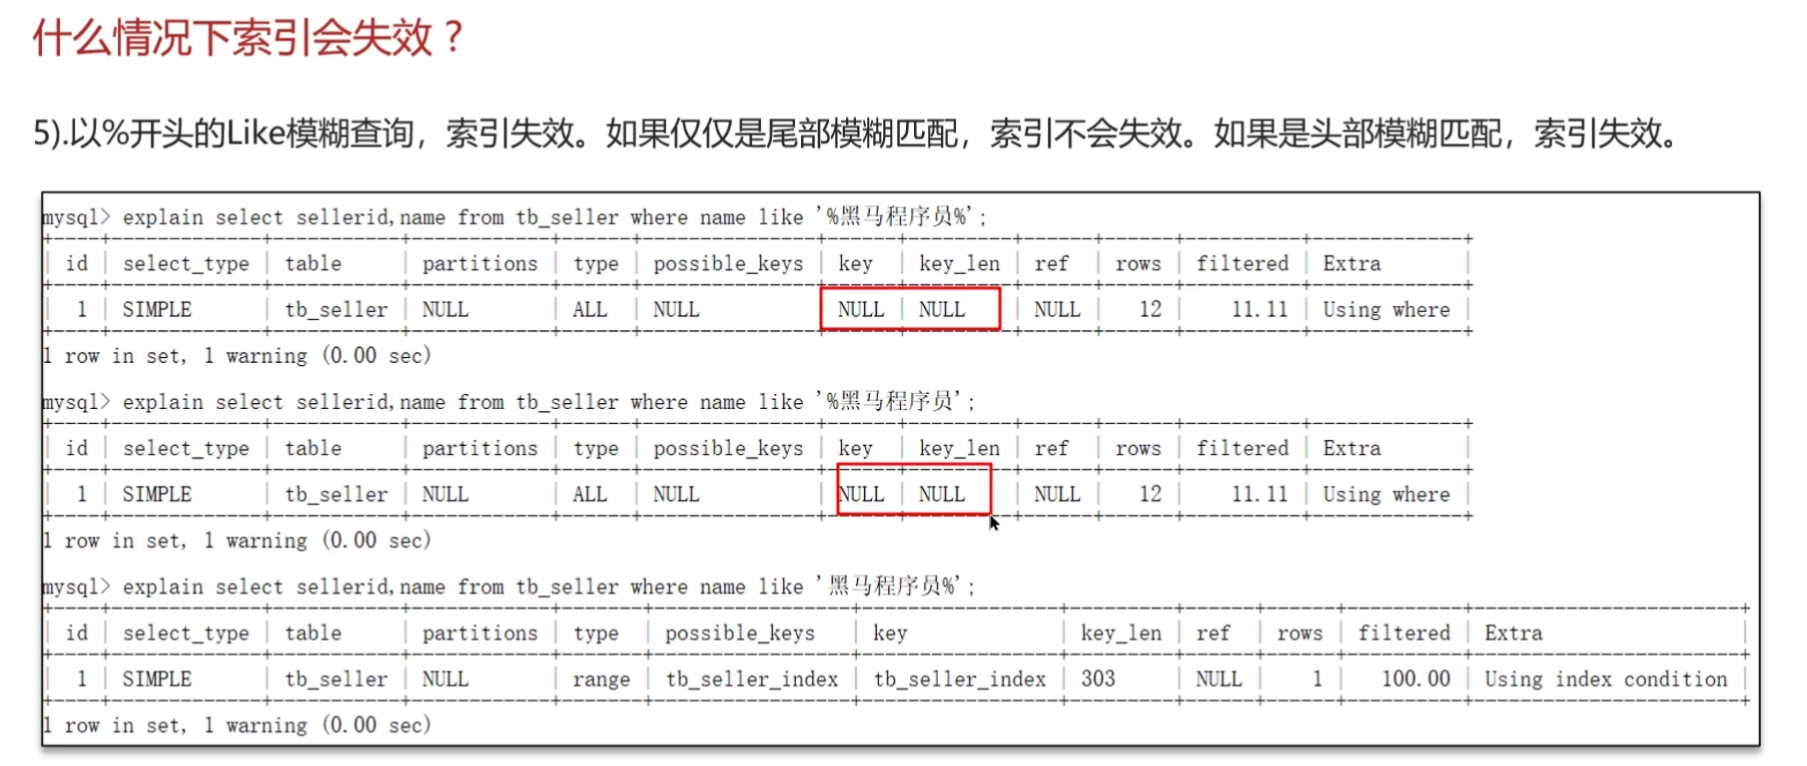 什么情况下索引会失效？
5).以%开头的Like模糊查询，索引失效。如果仅仅是尾部模糊匹配，索引不会失效。如果是头部模糊匹配，索引失效。
mysql> explain select sellerid,name from tb_seller where name like '%黑马程序员%';
+----+-------------+-----------+------------+------+---------------+------+---------+------+------+----------+-------------+
| id | select_type | table     | partitions | type | possible_keys | key  | key_len | ref  | rows | filtered | Extra       |
+----+-------------+-----------+------------+------+---------------+------+---------+------+------+----------+-------------+
|  1 | SIMPLE      | tb_seller | NULL       | ALL  | NULL          | NULL | NULL    | NULL |   12 |    11.11 | Using where |
+----+-------------+-----------+------------+------+---------------+------+---------+------+------+----------+-------------+
1 row in set, 1 warning (0.00 sec)
mysql> explain select sellerid,name from tb_seller where name like '%黑马程序员';
+----+-------------+-----------+------------+------+---------------+------+---------+------+------+----------+-------------+
| id | select_type | table     | partitions | type | possible_keys | key  | key_len | ref  | rows | filtered | Extra       |
+----+-------------+-----------+------------+------+---------------+------+---------+------+------+----------+-------------+
|  1 | SIMPLE      | tb_seller | NULL       | ALL  | NULL          | NULL | NULL    | NULL |   12 |    11.11 | Using where |
+----+-------------+-----------+------------+------+---------------+------+---------+------+------+----------+-------------+
1 row in set, 1 warning (0.00 sec)
mysql> explain select sellerid,name from tb_seller where name like '黑马程序员%';
+----+-------------+-----------+------------+-------+-----------------+-----------------+---------+------+------+----------+-----------------------+
| id | select_type | table     | partitions | type  | possible_keys   | key             | key_len | ref  | rows | filtered | Extra                 |
+----+-------------+-----------+------------+-------+-----------------+-----------------+---------+------+------+----------+-----------------------+
|  1 | SIMPLE      | tb_seller | NULL       | range | tb_seller_index | tb_seller_index | 303     | NULL |    1 |   100.00 | Using index condition |
+----+-------------+-----------+------------+-------+-----------------+-----------------+---------+------+------+----------+-----------------------+
1 row in set, 1 warning (0.00 sec)